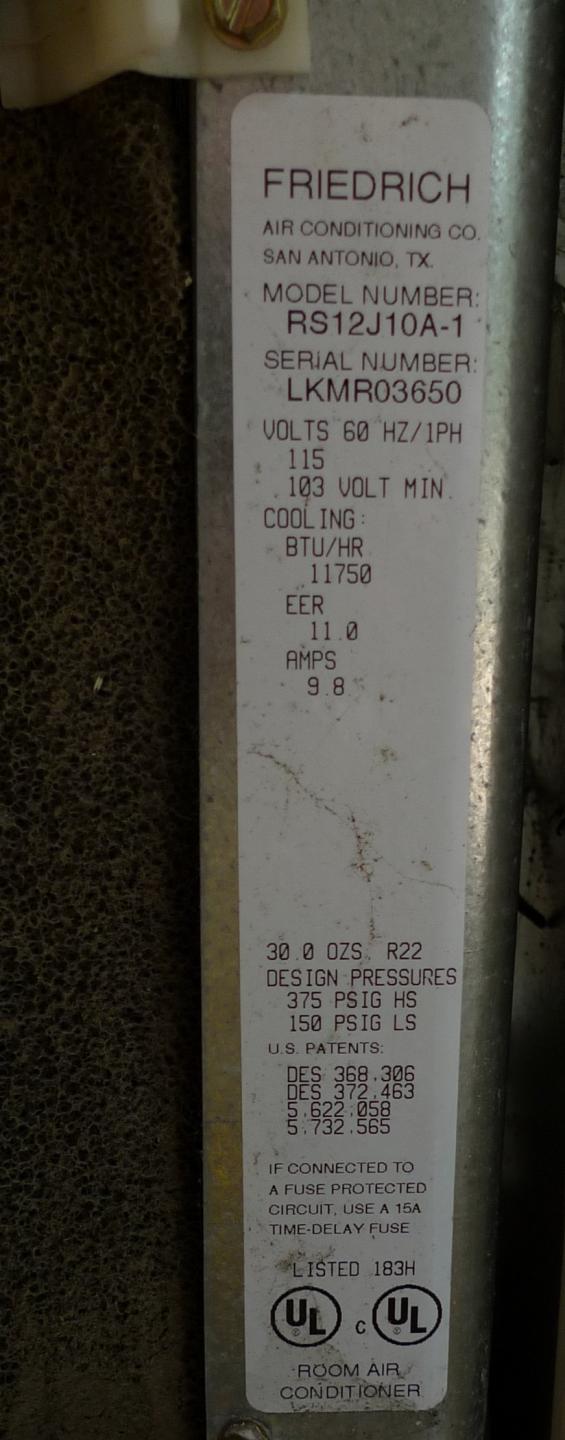 FRIEDRICH
AIR CONDITIONING CO.
SAN ANTONIO, TX.
MODEL NUMBER:
RS12J10A-1
SERIAL NUMBER:
LKMR03650
VOLTS 60 HZ/1PH
115
103 VOLT MIN.
COOLING:
BTU/HR
11750
EER
11.0
AMPS
9.8
30.0 OZS. R22
DESIGN PRESSURES
375 PSIG HS
150 PSIG LS
U.S. PATENTS:
DES 368,306
DES 372,463
5,622,058
5,732,565
IF CONNECTED TO
A FUSE PROTECTED
CIRCUIT, USE A 15A
TIME-DELAY FUSE
LISTED 183H
UL® C UL®
ROOM AIR
CONDITIONER